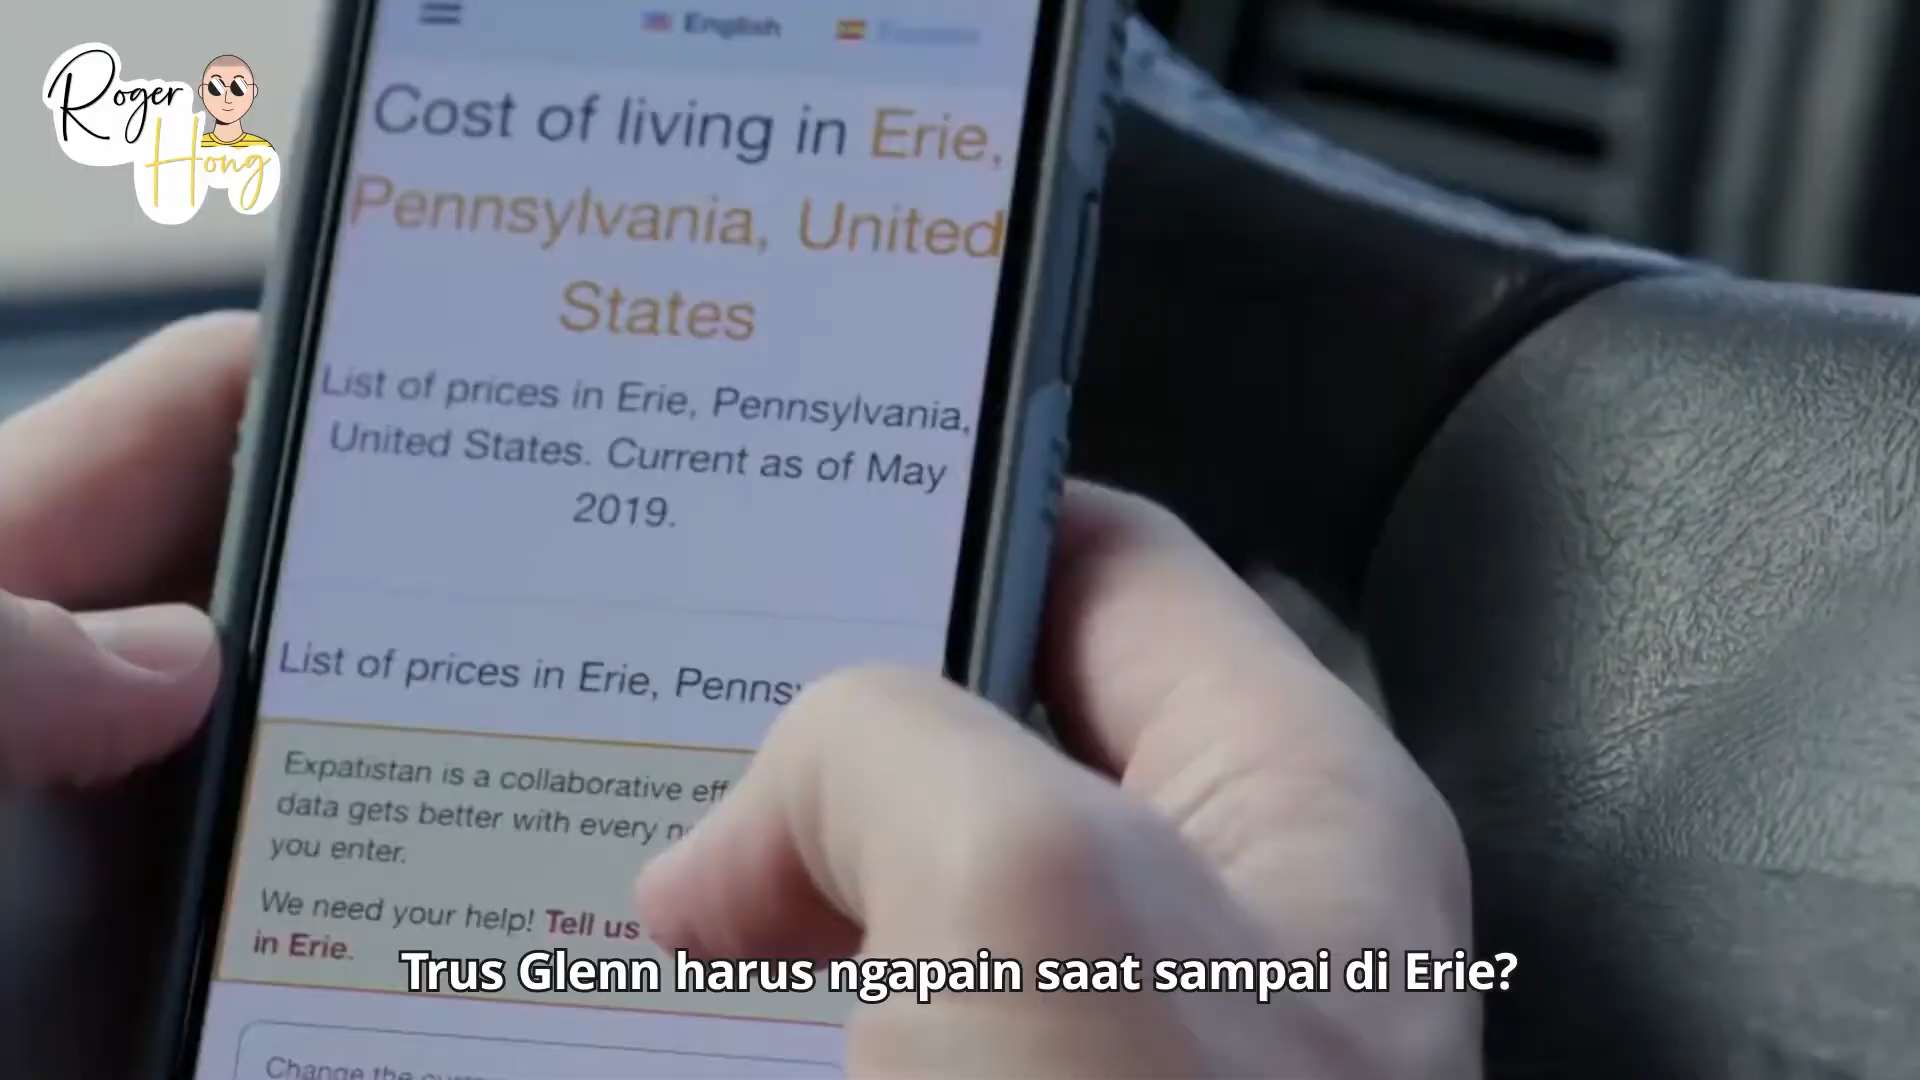 Roger
Hong
English
Cost of living in Erie,
Pennsylvania, United
States
List of prices in Erie, Pennsylvania,
United States. Current as of May
2019.
List of prices in Erie,
Expatistan is a collaborative
data gets better with every
you enter.
We need your help! Tell us
in Erie.
Change the
Trus Glenn harus ngapain saat sampai di Erie?